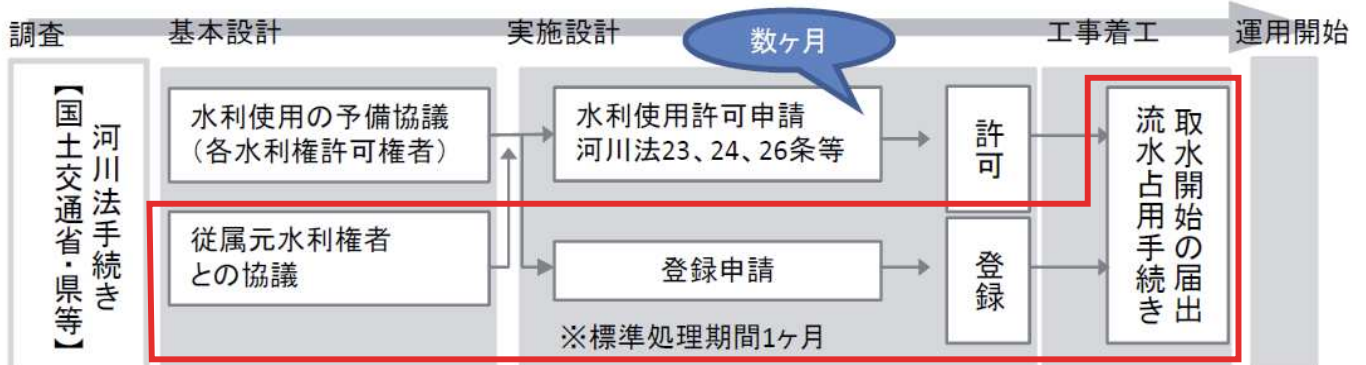 調査
基本設計
実施設計
数ヶ月
工事着工
運用開始
河川法手続き
【国土交通省・県等】
水利使用の予備協議
（各水利権許可権者）
水利使用許可申請
河川法23、24、26条等
許可
取水開始の届出
流水占用手続き
従属元水利権者
との協議
登録申請
登録
※標準処理期間1ヶ月